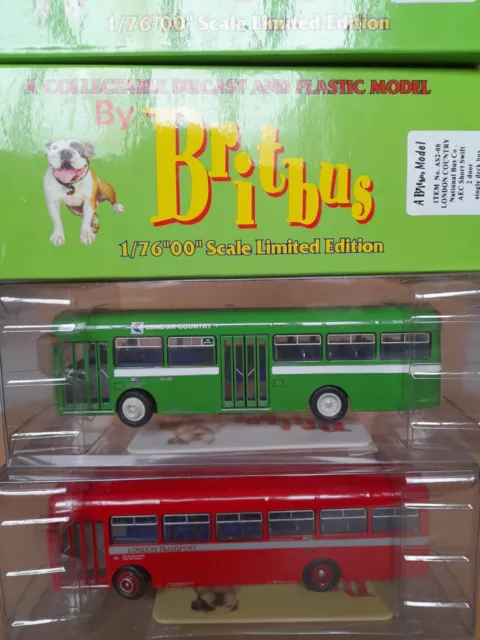 1/76"00" Scale Limited Edition
A COLLECTABLE DIECAST AND PLASTIC MODEL
By
Britbus
1/76"00" Scale Limited Edition
A Britbus Model
ITEM No. AS2-08
LONDON COUNTRY
National Bus Co.
AEC Short Swift
2 door
single deck bus
LONDON COUNTRY
LONDON TRANSPORT